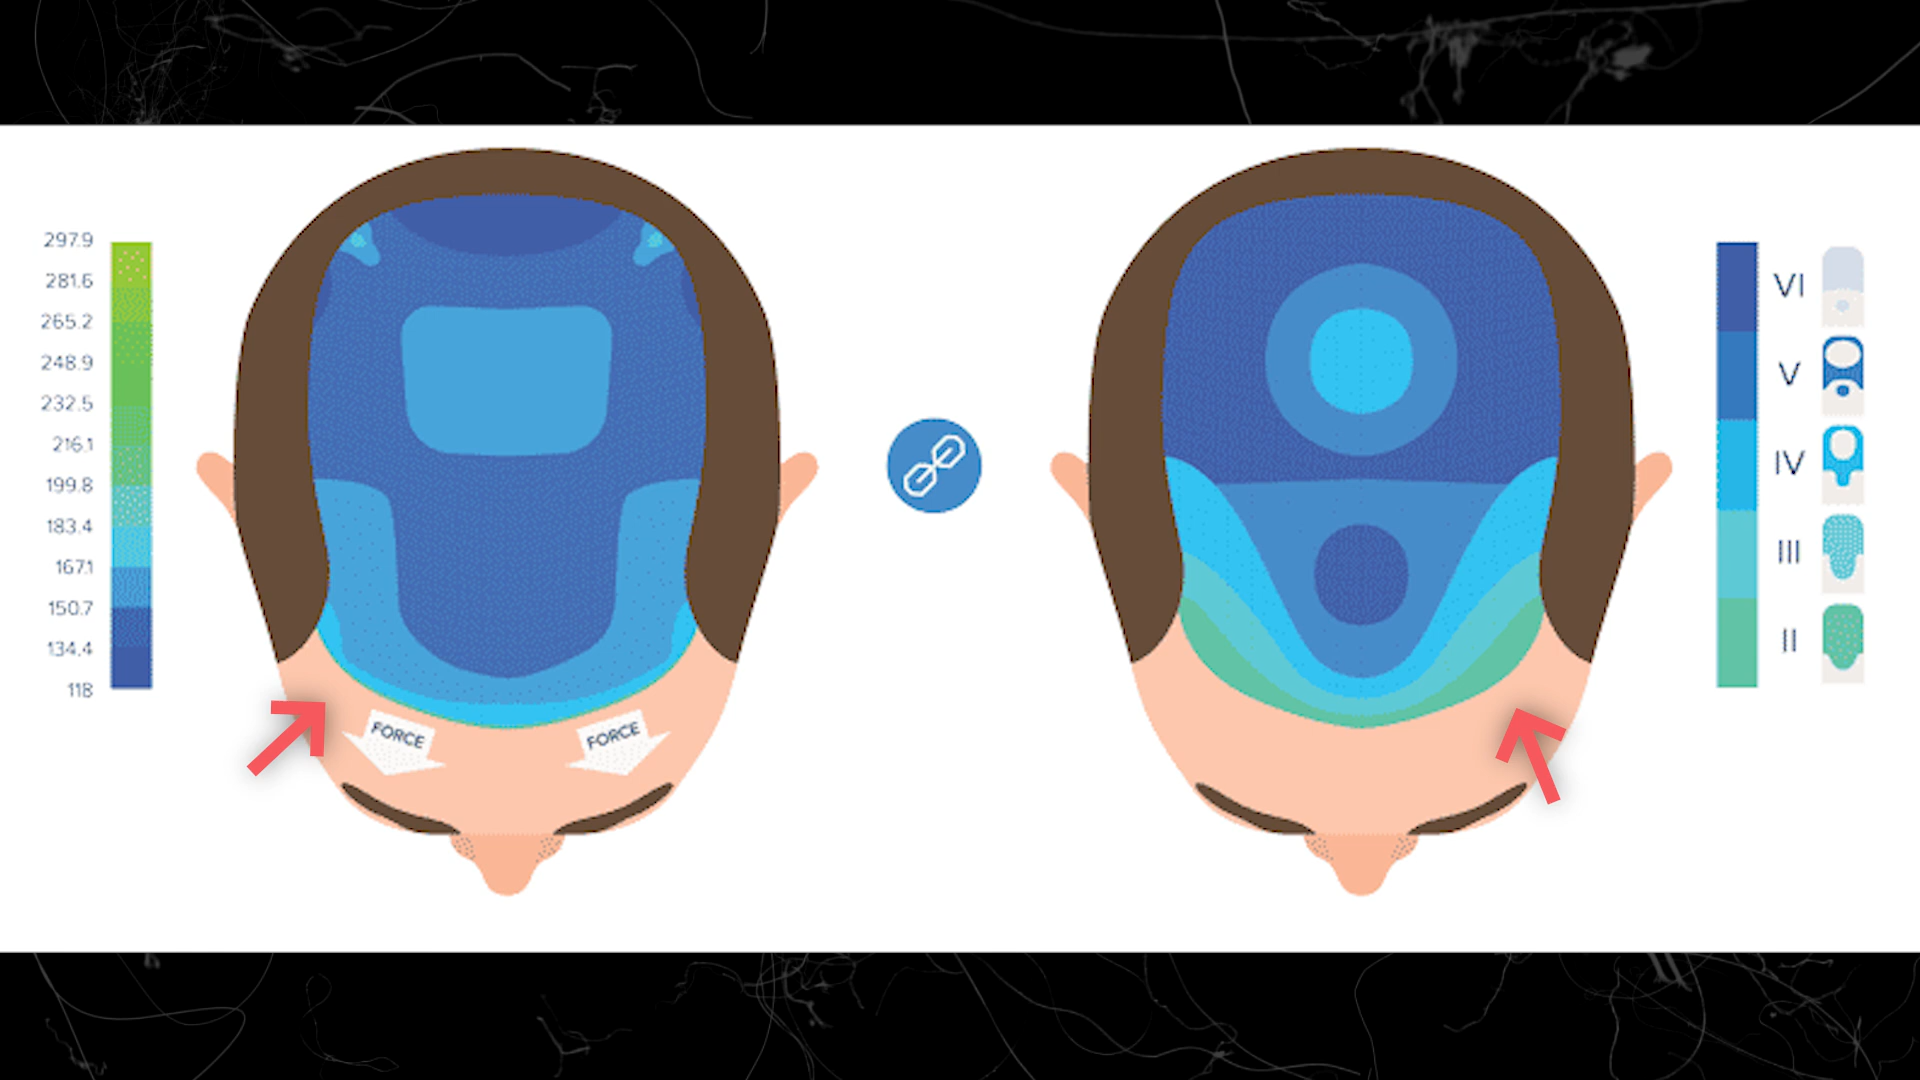 297.9
281.6
265.2
248.9
232.5
216.1
199.8
183.4
167.1
150.7
134.4
118
FORCE
FORCE
VI
V
IV
III
II